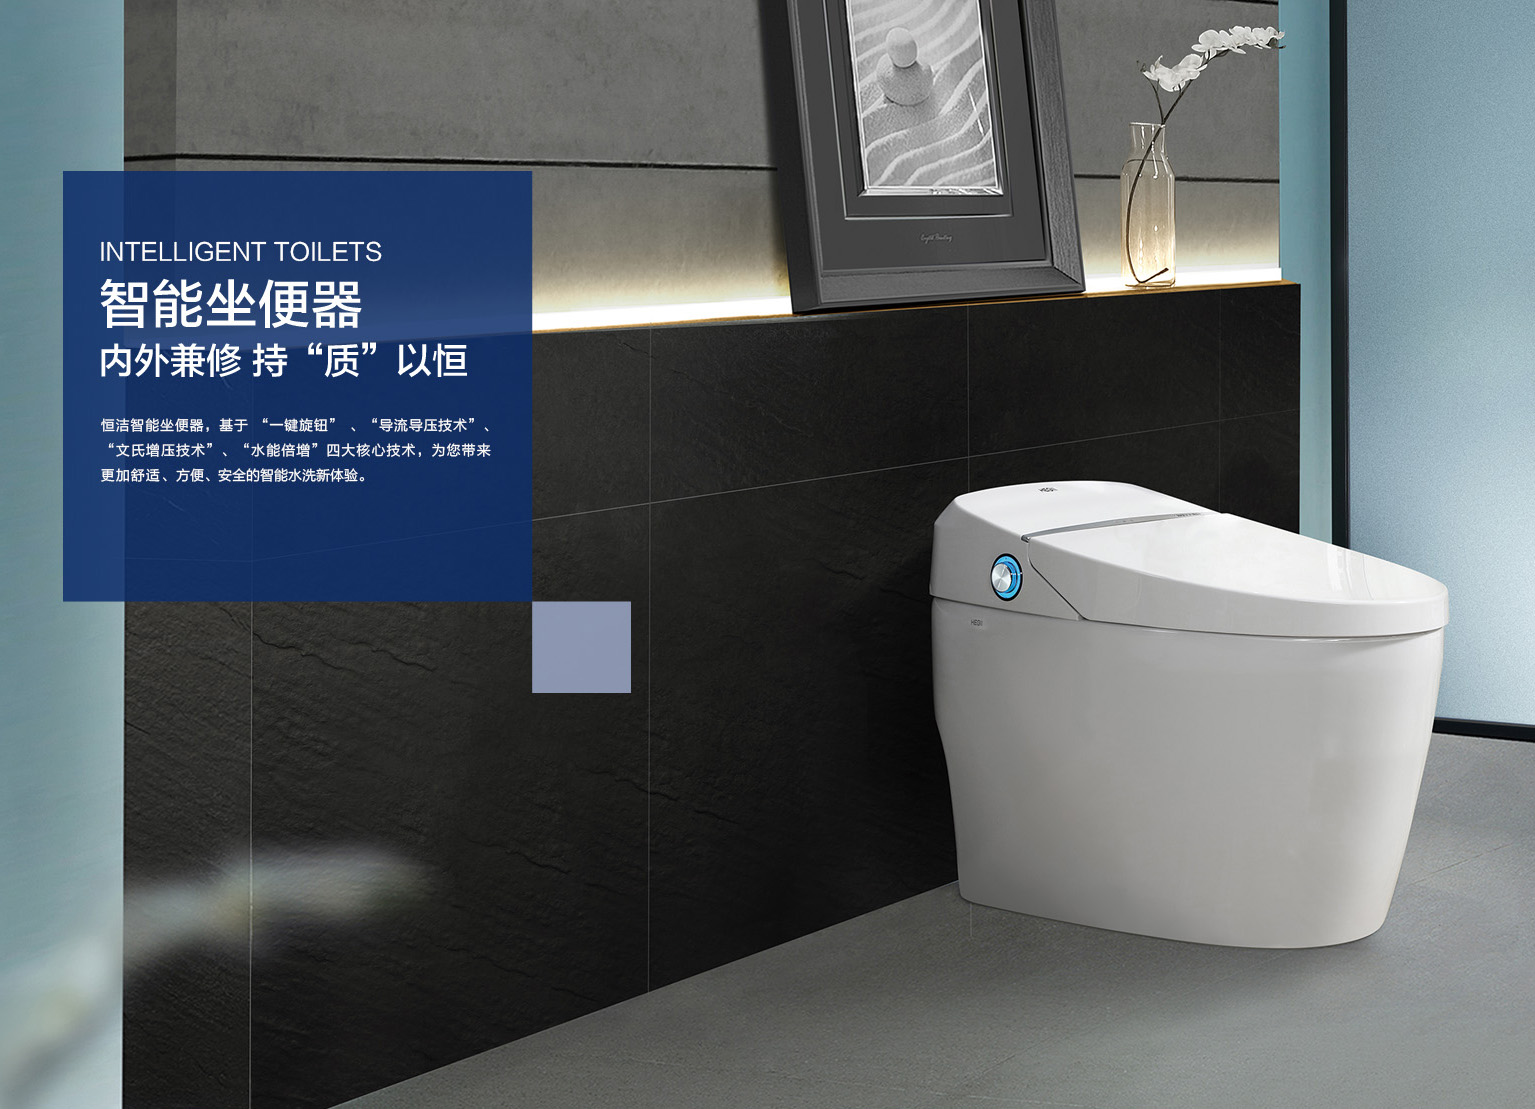 INTELLIGENT TOILETS
智能坐便器
内外兼修 持“质”以恒
恒洁智能坐便器，基于 “一键旋钮” 、“导流导压技术”、
“文氏增压技术”、“水能倍增”四大核心技术，为您带来
更加舒适、方便、安全的智能水洗新体验。